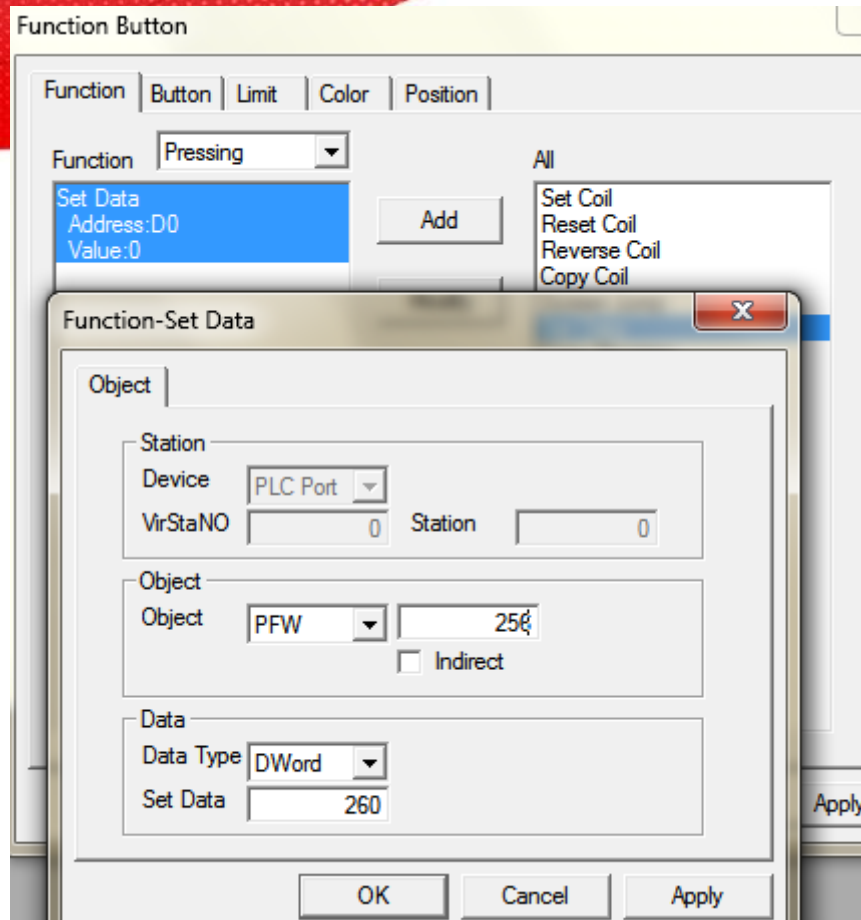 Function Button
Function Button Limit Color Position
Function Pressing All
Set Data
Address:D0
Value:0
Add
Set Coil
Reset Coil
Reverse Coil
Copy Coil
Function-Set Data
Object
Station
Device PLC Port
VirStaNO 0 Station 0
Object
Object PFW 256
Indirect
Data
Data Type DWord
Set Data 260
Apply
OK Cancel Apply